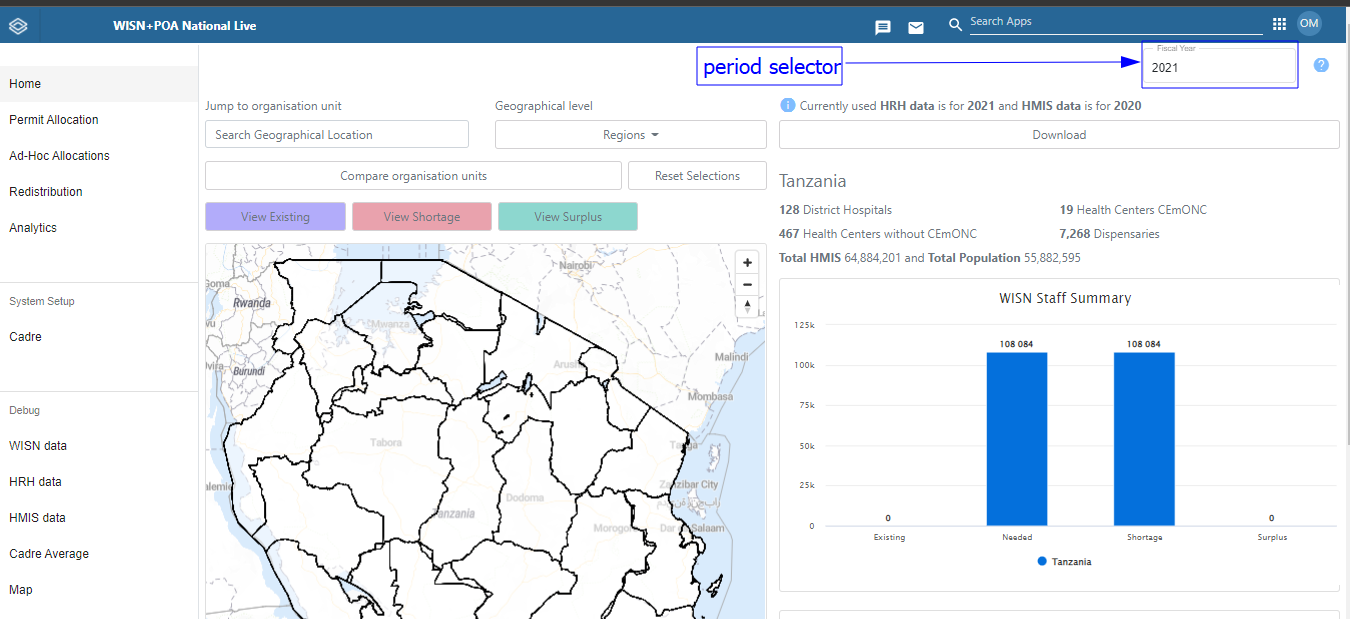 WISN+POA National Live
Search Apps
OM
period selector
Fiscal Year
2021
?
Home
Permit Allocation
Ad-Hoc Allocations
Redistribution
Analytics
System Setup
Cadre
Debug
WISN data
HRH data
HMIS data
Cadre Average
Map
Jump to organisation unit
Search Geographical Location
Geographical level
Regions
Compare organisation units
Reset Selections
View Existing
View Shortage
View Surplus
Nairobi
Goma
Rwanda
Mwanza
Burundi
Arusha
Malindi
Mombasa
Tabora
Tanga
Zanzibar City
Dodoma
Tanzania
Morogoro
Dar es Salaam
Currently used HRH data is for 2021 and HMIS data is for 2020
Download
Tanzania
128 District Hospitals
19 Health Centers CEmONC
467 Health Centers without CEmONC
7,268 Dispensaries
Total HMIS 64,884,201 and Total Population 55,882,595
WISN Staff Summary
125k
100k
75k
50k
25k
0
0
108 084
108 084
0
Existing
Needed
Shortage
Surplus
Tanzania